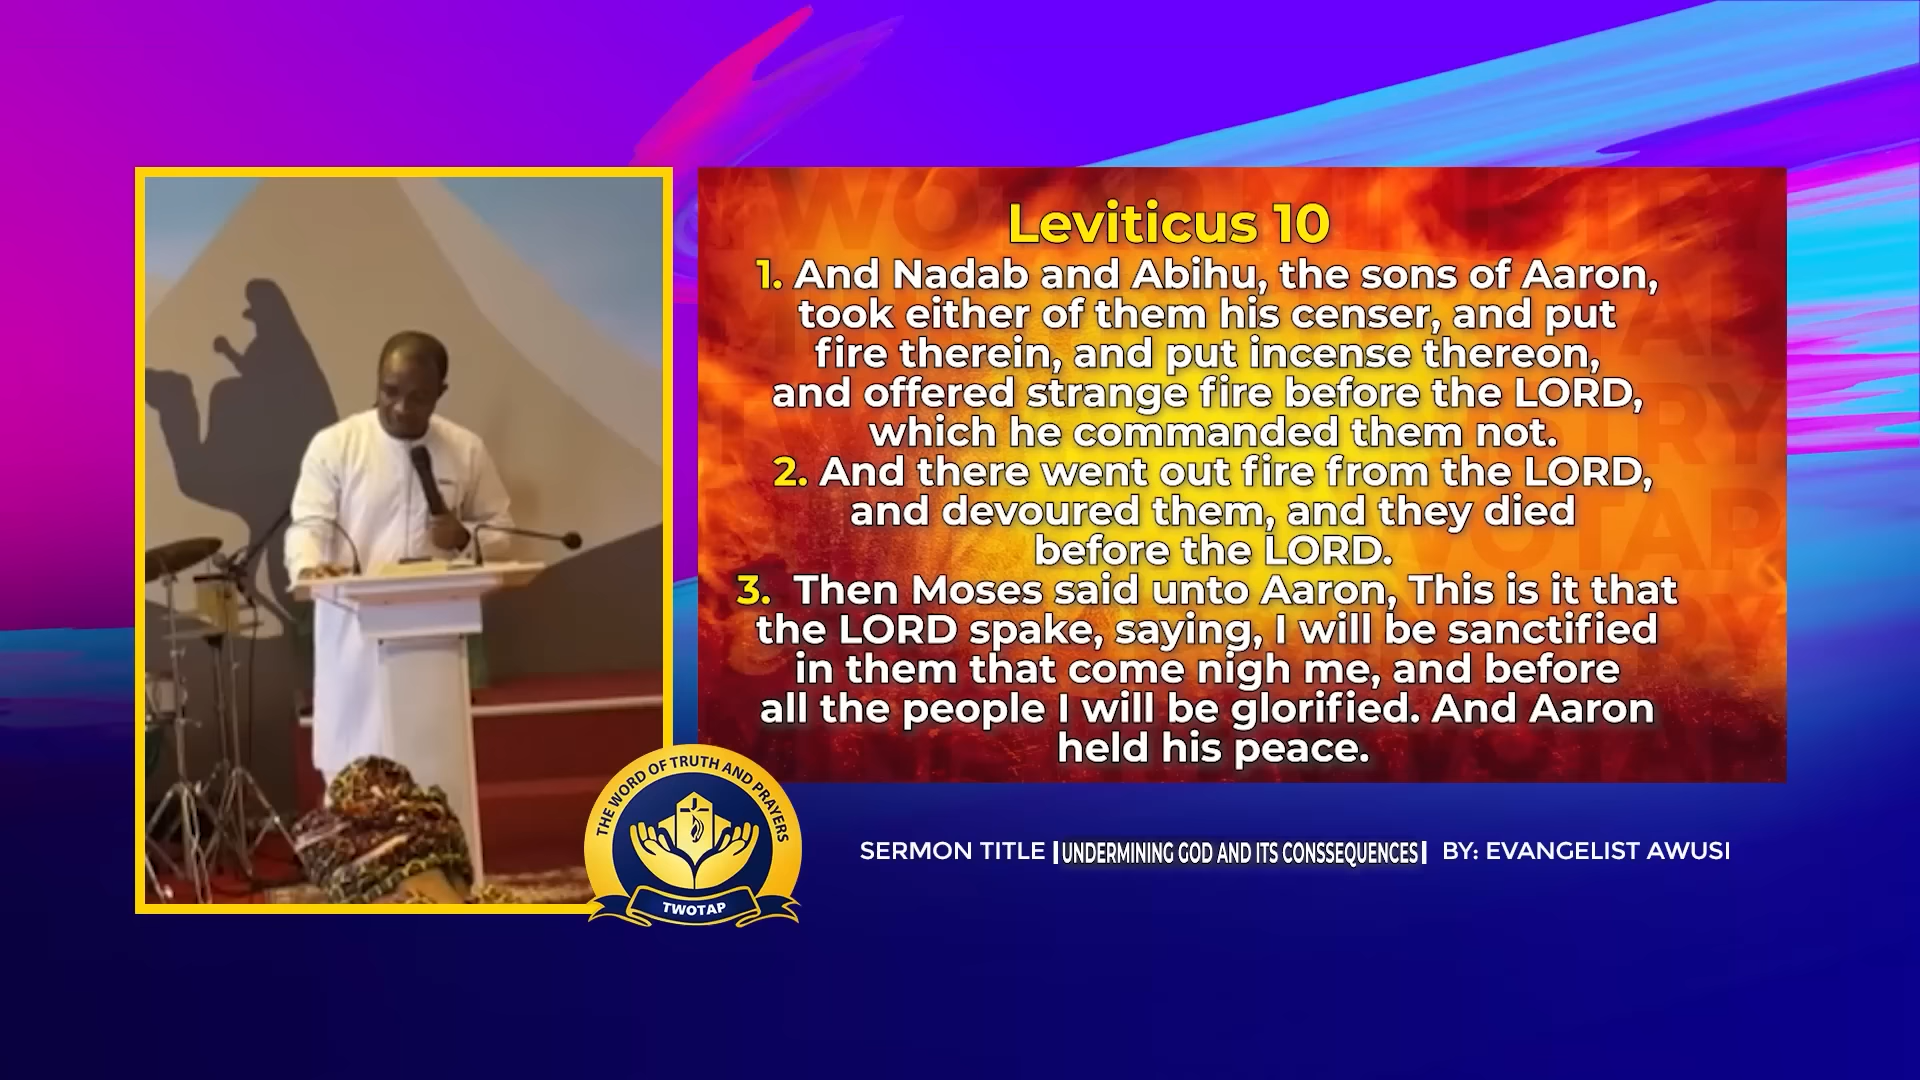 Leviticus 10
1. And Nadab and Abihu, the sons of Aaron,
took either of them his censer, and put
fire therein, and put incense thereon,
and offered strange fire before the LORD,
which he commanded them not.
2. And there went out fire from the LORD,
and devoured them, and they died
before the LORD.
3. Then Moses said unto Aaron, This is it that
the LORD spake, saying, I will be sanctified
in them that come nigh me, and before
all the people I will be glorified. And Aaron
held his peace.
THE WORD OF TRUTH AND PRAYERS
TWOTAP
SERMON TITLE |UNDERMINING GOD AND ITS CONSSEQUENCES| BY: EVANGELIST AWUSI